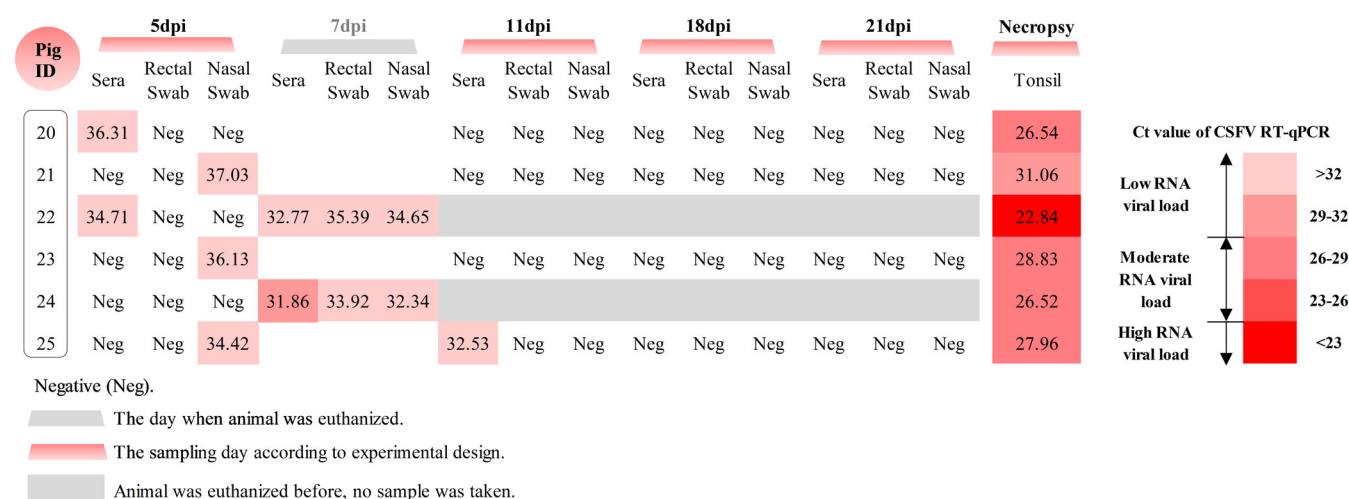 5dpi 7dpi 11dpi 18dpi 21dpi Necropsy
Pig ID
Sera Rectal Swab Nasal Swab Sera Rectal Swab Nasal Swab Sera Rectal Swab Nasal Swab Sera Rectal Swab Nasal Swab Sera Rectal Swab Nasal Swab Tonsil
20 36.31 Neg Neg Neg Neg Neg Neg Neg Neg Neg Neg Neg 26.54
21 Neg Neg 37.03 Neg Neg Neg Neg Neg Neg Neg Neg Neg 31.06
22 34.71 Neg Neg 32.77 35.39 34.65 22.84
23 Neg Neg 36.13 Neg Neg Neg Neg Neg Neg Neg Neg Neg 28.83
24 Neg Neg Neg 31.86 33.92 32.34 26.52
25 Neg Neg 34.42 32.53 Neg Neg Neg Neg Neg Neg Neg Neg 27.96
Ct value of CSFV RT-qPCR
Low RNA
viral load
>32
29-32
Moderate
RNA viral
load
26-29
23-26
High RNA
viral load
<23
Negative (Neg).
The day when animal was euthanized.
The sampling day according to experimental design.
Animal was euthanized before, no sample was taken.